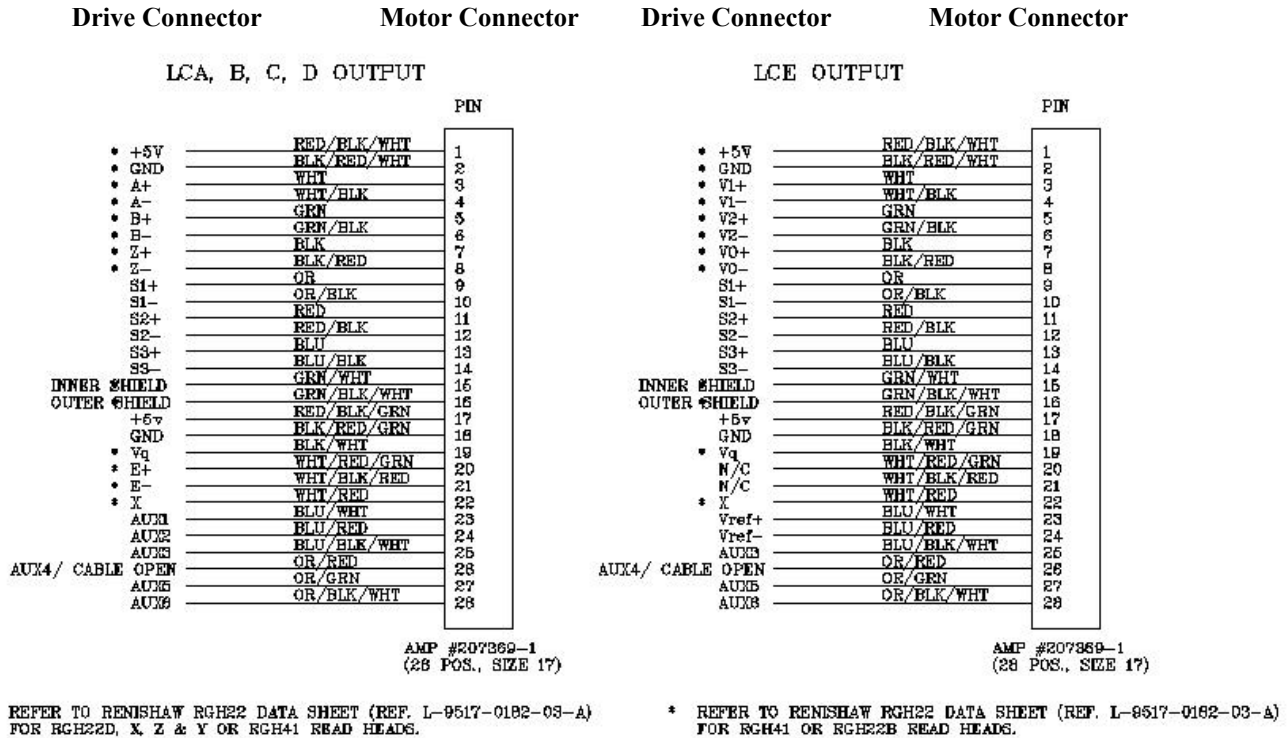 Drive Connector Motor Connector Drive Connector Motor Connector
LCA, B, C, D OUTPUT
PIN
* +5V RED/BLK/WHT 1
* GND BLK/RED/WHT 2
* A+ WHT 3
* A- WHT/BLK 4
* B+ GRN 5
* B- GRN/BLK 6
* Z+ BLK 7
* Z- BLK/RED 8
S1+ OR 9
S1- OR/BLK 10
S2+ RED 11
S2- RED/BLK 12
S3+ BLU 13
S3- BLU/BLK 14
INNER SHIELD GRN/WHT 15
OUTER SHIELD GRN/BLK/WHT 16
+5v RED/BLK/GRN 17
GND BLK/RED/GRN 18
* Vq BLK/WHT 19
* E+ WHT/RED/GRN 20
* E- WHT/BLK/RED 21
* X WHT/RED 22
AUX1 BLU/WHT 23
AUX2 BLU/RED 24
AUX3 BLU/BLK/WHT 25
AUX4/ CABLE OPEN OR/RED 26
AUX5 OR/GRN 27
AUX6 OR/BLK/WHT 28
AMP #207369-1
(28 POS., SIZE 17)
REFER TO RENISHAW RGH22 DATA SHEET (REF. L-9517-0182-03-A)
FOR RGH22D, X, Z & Y OR RGH41 READ HEADS.
LCE OUTPUT
PIN
* +5V RED/BLK/WHT 1
* GND BLK/RED/WHT 2
* V1+ WHT 3
* V1- WHT/BLK 4
* V2+ GRN 5
* V2- GRN/BLK 6
* V0+ BLK 7
* V0- BLK/RED 8
S1+ OR 9
S1- OR/BLK 10
S2+ RED 11
S2- RED/BLK 12
S3+ BLU 13
S3- BLU/BLK 14
INNER SHIELD GRN/WHT 15
OUTER SHIELD GRN/BLK/WHT 16
+5v RED/BLK/GRN 17
GND BLK/RED/GRN 18
* Vq BLK/WHT 19
N/C WHT/RED/GRN 20
N/C WHT/BLK/RED 21
* X WHT/RED 22
Vref+ BLU/WHT 23
Vref- BLU/RED 24
AUX3 BLU/BLK/WHT 25
AUX4/ CABLE OPEN OR/RED 26
AUX5 OR/GRN 27
AUX6 OR/BLK/WHT 28
AMP #207369-1
(28 POS., SIZE 17)
* REFER TO RENISHAW RGH22 DATA SHEET (REF. L-9517-0182-03-A)
FOR RGH41 OR RGH22B READ HEADS.